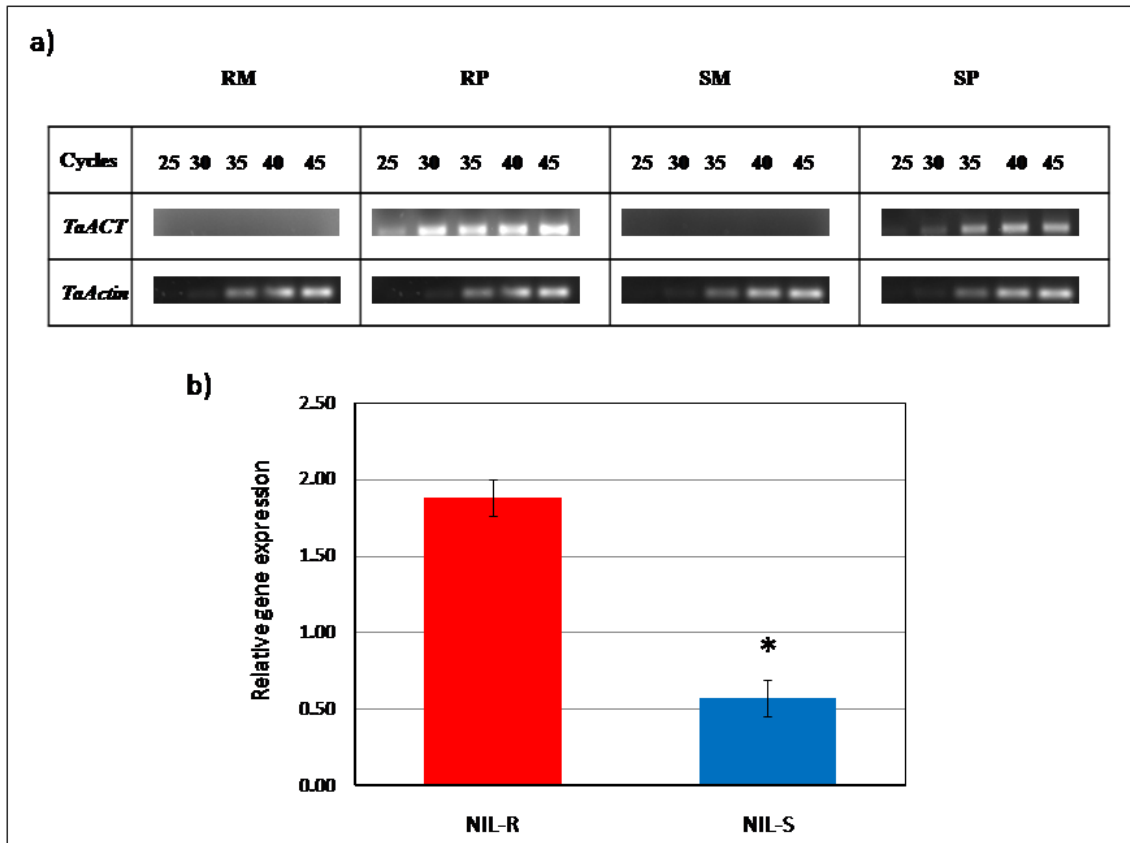 a)
RM RP SM SP
Cycles 25 30 35 40 45 25 30 35 40 45 25 30 35 40 45 25 30 35 40 45
TaACT
TaActin
b)
2.50
2.00
1.50
1.00
0.50
0.00
Relative gene expression
*
NIL-R NIL-S